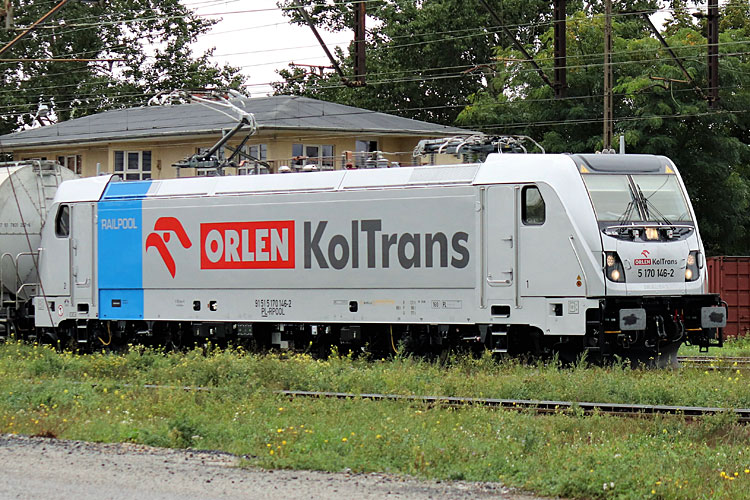 RAILPOOL
ORLEN KolTrans
91 51 5 170 146-2
PL-RPOOL
ORLEN KolTrans
5 170 146-2